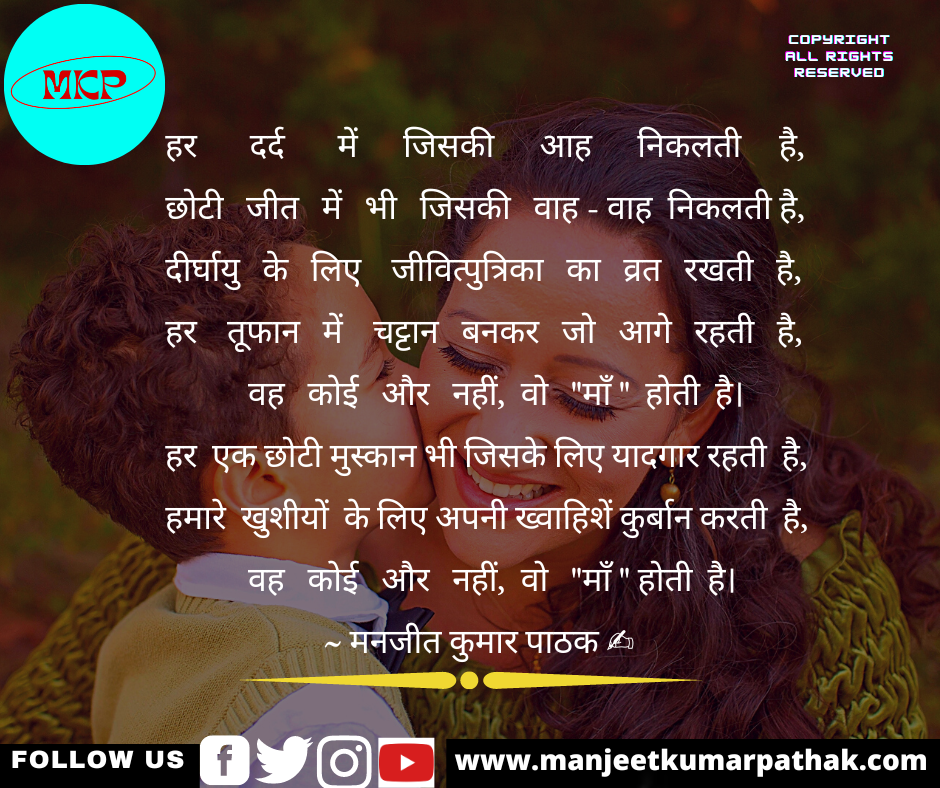 MKP
COPYRIGHT
ALL RIGHTS
RESERVED
हर दर्द में जिसकी आह निकलती है,
छोटी जीत में भी जिसकी वाह - वाह निकलती है,
दीर्घायु के लिए जीवित्पुत्रिका का व्रत रखती है,
हर तूफान में चट्टान बनकर जो आगे रहती है,
वह कोई और नहीं, वो "माँ " होती है।
हर एक छोटी मुस्कान भी जिसके लिए यादगार रहती है,
हमारे खुशीयों के लिए अपनी ख्वाहिशें कुर्बान करती है,
वह कोई और नहीं, वो "माँ " होती है।
~ मनजीत कुमार पाठक ✍
FOLLOW US
www.manjeetkumarpathak.com